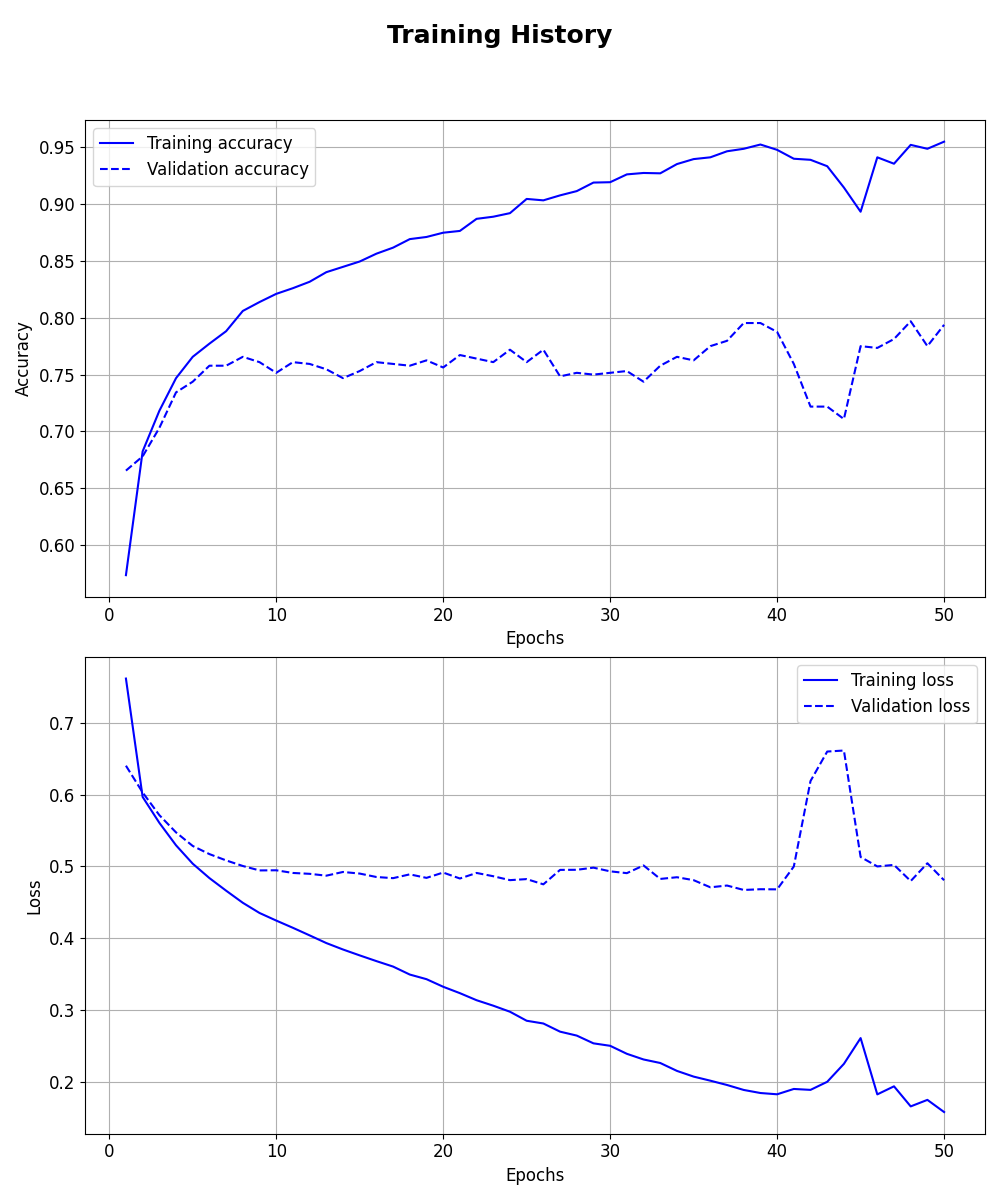 Training History
Training accuracy
Validation accuracy
0.95
0.90
0.85
0.80
0.75
0.70
0.65
0.60
Accuracy
0 10 20 30 40 50
Epochs
Training loss
Validation loss
0.7
0.6
0.5
0.4
0.3
0.2
Loss
0 10 20 30 40 50
Epochs